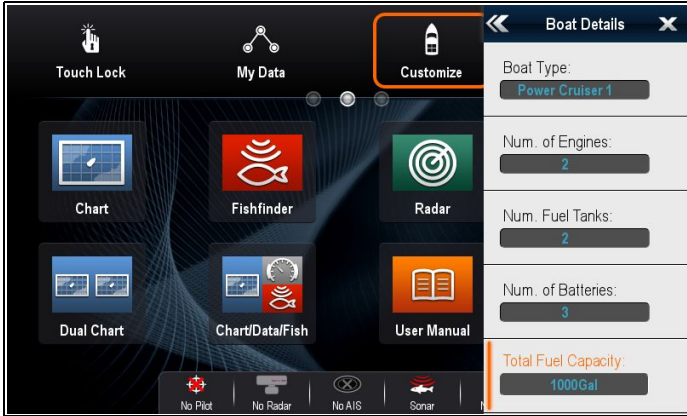 Touch Lock
My Data
Customize
Chart
Fishfinder
Radar
Dual Chart
Chart/Data/Fish
User Manual
No Pilot
No Radar
No AIS
Sonar
Boat Details
Boat Type:
Power Cruiser 1
Num. of Engines:
2
Num. Fuel Tanks:
2
Num. of Batteries:
3
Total Fuel Capacity:
1000Gal